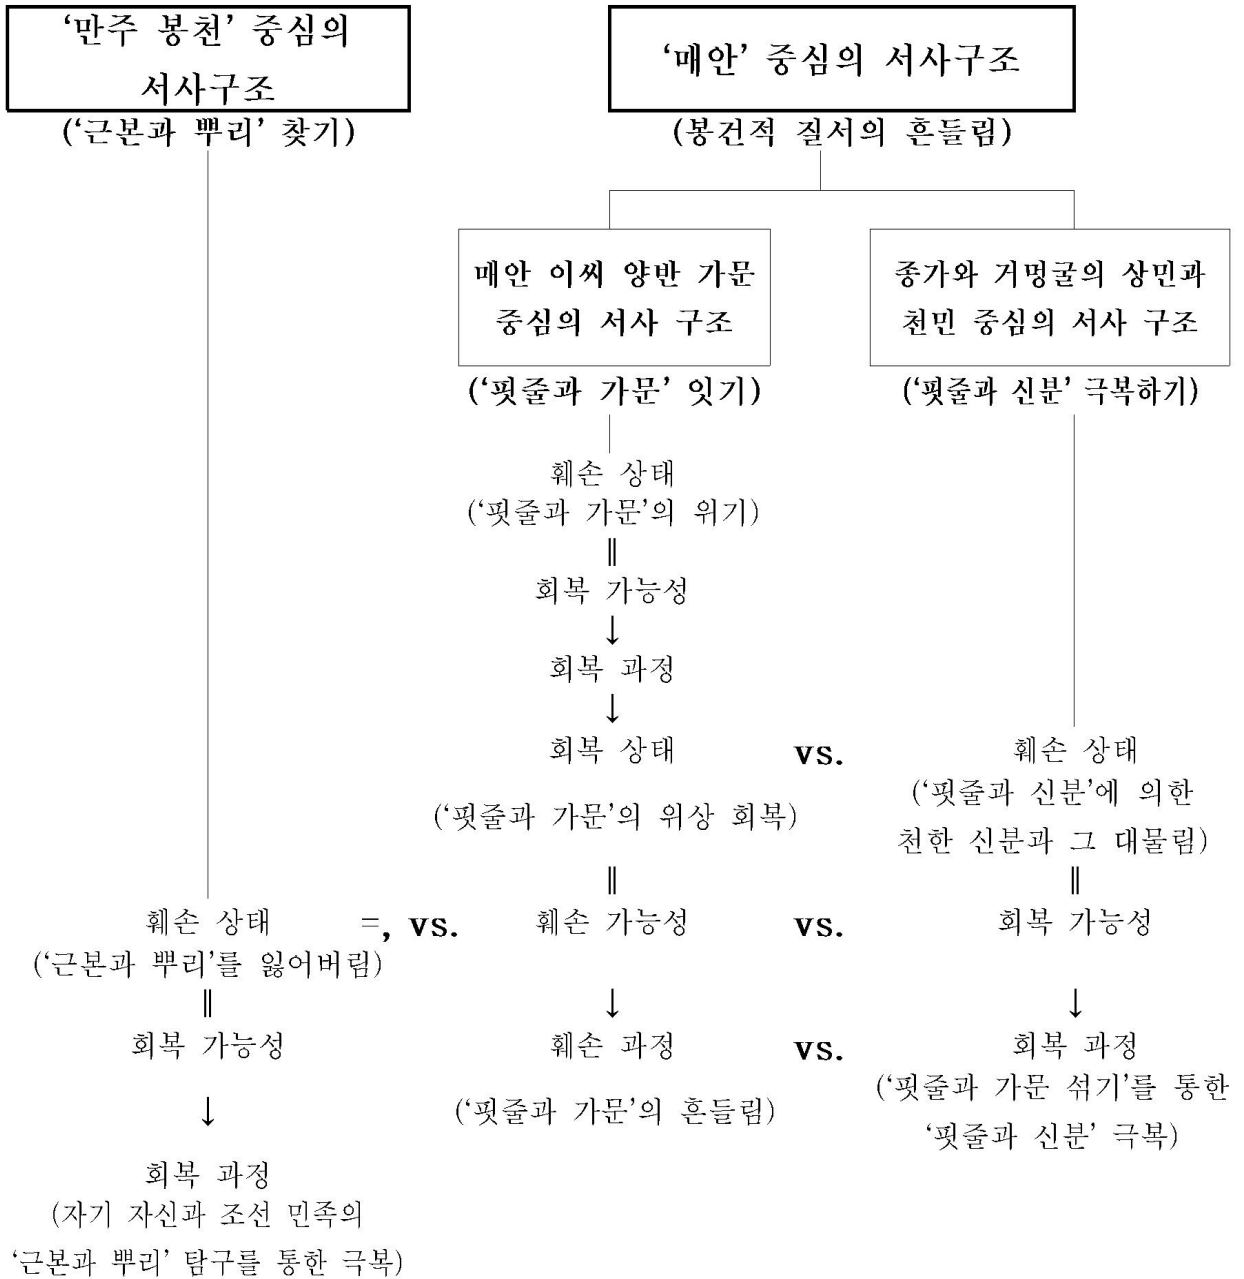 ‘만주 봉천’ 중심의
서사구조
(‘근본과 뿌리’ 찾기)
‘매안’ 중심의 서사구조
(봉건적 질서의 흔들림)
매안 이씨 양반 가문
중심의 서사 구조
(‘핏줄과 가문’ 잇기)
종가와 거멍굴의 상민과
천민 중심의 서사 구조
(‘핏줄과 신분’ 극복하기)
훼손 상태
(‘핏줄과 가문’의 위기)
∥
회복 가능성
↓
회복 과정
↓
회복 상태 vs. 훼손 상태
(‘핏줄과 가문’의 위상 회복)
(‘핏줄과 신분’에 의한
천한 신분과 그 대물림)
∥ ∥
훼손 상태 =, vs. 훼손 가능성 vs. 회복 가능성
(‘근본과 뿌리’를 잃어버림)
∥ ↓ ↓
회복 가능성 훼손 과정 vs. 회복 과정
(‘핏줄과 가문’의 흔들림)
(‘핏줄과 가문 섞기’를 통한
‘핏줄과 신분’ 극복)
↓
회복 과정
(자기 자신과 조선 민족의
‘근본과 뿌리’ 탐구를 통한 극복)